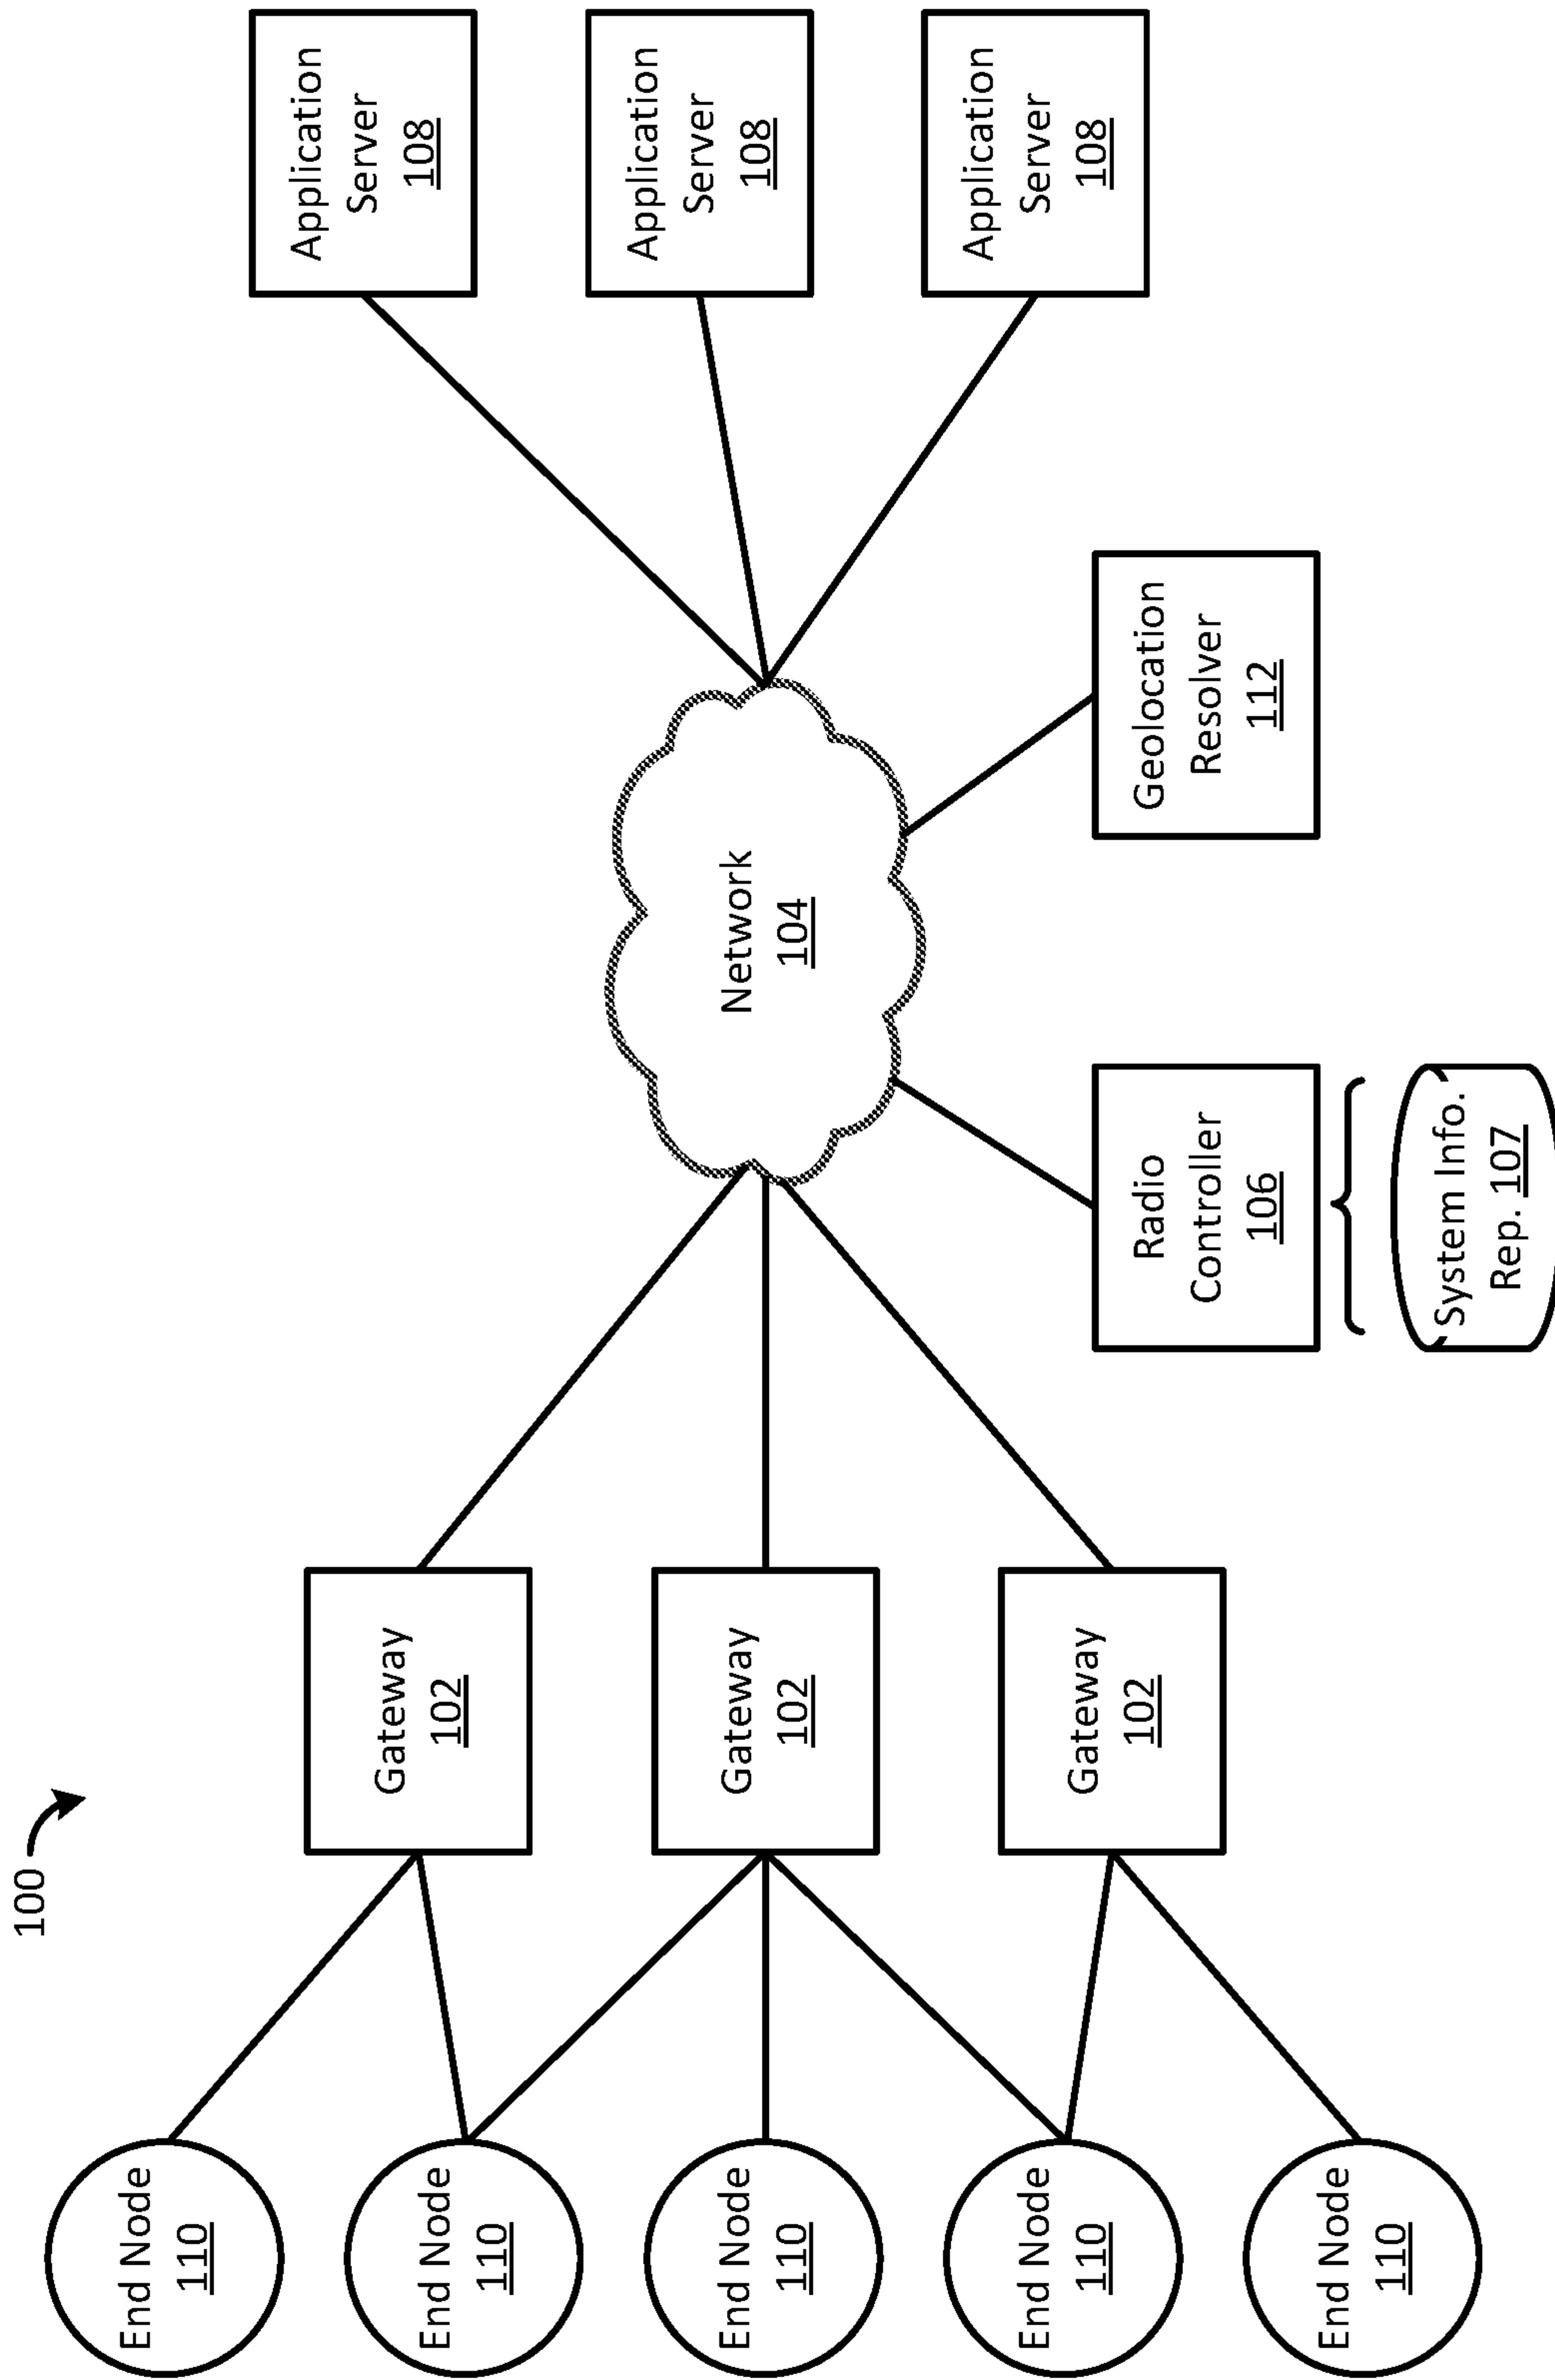 100
End Node
110
End Node
110
End Node
110
End Node
110
End Node
110
Gateway
102
Gateway
102
Gateway
102
Network
104
Radio
Controller
106
System Info.
Rep. 107
Geolocation
Resolver
112
Application
Server
108
Application
Server
108
Application
Server
108